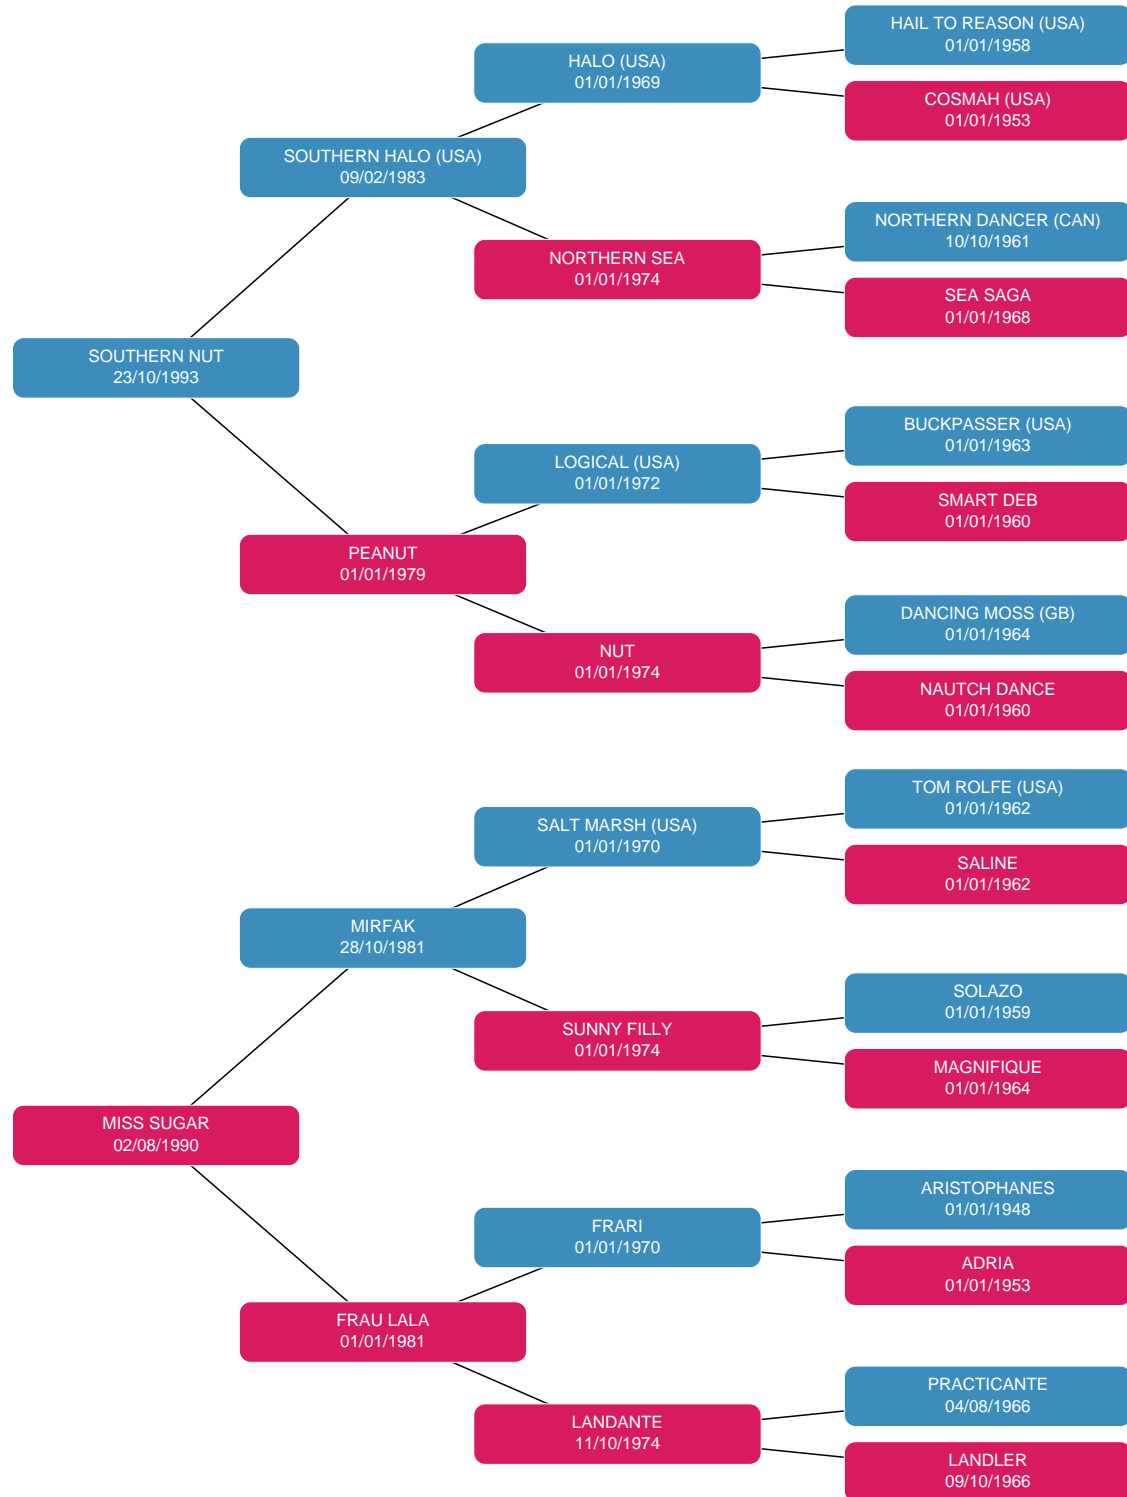 HAIL TO REASON (USA)
01/01/1958
HALO (USA)
01/01/1969
COSMAH (USA)
01/01/1953
SOUTHERN HALO (USA)
09/02/1983
NORTHERN DANCER (CAN)
10/10/1961
NORTHERN SEA
01/01/1974
SEA SAGA
01/01/1968
SOUTHERN NUT
23/10/1993
BUCKPASSER (USA)
01/01/1963
LOGICAL (USA)
01/01/1972
SMART DEB
01/01/1960
PEANUT
01/01/1979
DANCING MOSS (GB)
01/01/1964
NUT
01/01/1974
NAUTCH DANCE
01/01/1960
TOM ROLFE (USA)
01/01/1962
SALT MARSH (USA)
01/01/1970
SALINE
01/01/1962
MIRFAK
28/10/1981
SOLAZO
01/01/1959
SUNNY FILLY
01/01/1974
MAGNIFIQUE
01/01/1964
MISS SUGAR
02/08/1990
ARISTOPHANES
01/01/1948
FRARI
01/01/1970
ADRIA
01/01/1953
FRAU LALA
01/01/1981
PRACTICANTE
04/08/1966
LANDANTE
11/10/1974
LANDLER
09/10/1966